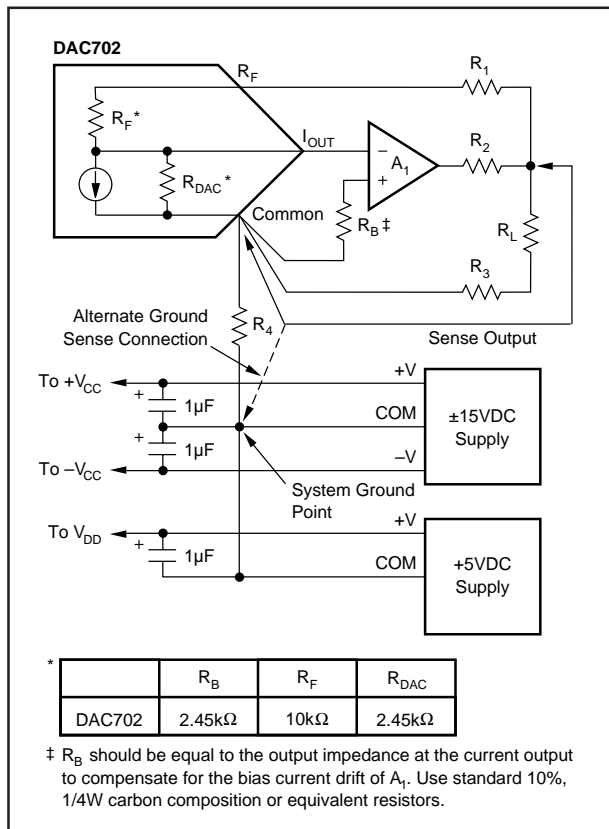 DAC702
R_F
R_1
R_F*
I_OUT
R_2
–
A_1
+
R_DAC*
Common
R_B‡
R_L
R_3
R_4
Alternate Ground
Sense Connection
Sense Output
To +V_CC
+
1µF
+V
COM
±15VDC
Supply
+
1µF
To –V_CC
–V
System Ground
Point
To V_DD
+
1µF
+V
COM
+5VDC
Supply
*
R_B R_F R_DAC
DAC702 2.45kΩ 10kΩ 2.45kΩ
‡ R_B should be equal to the output impedance at the current output
to compensate for the bias current drift of A_1. Use standard 10%,
1/4W carbon composition or equivalent resistors.